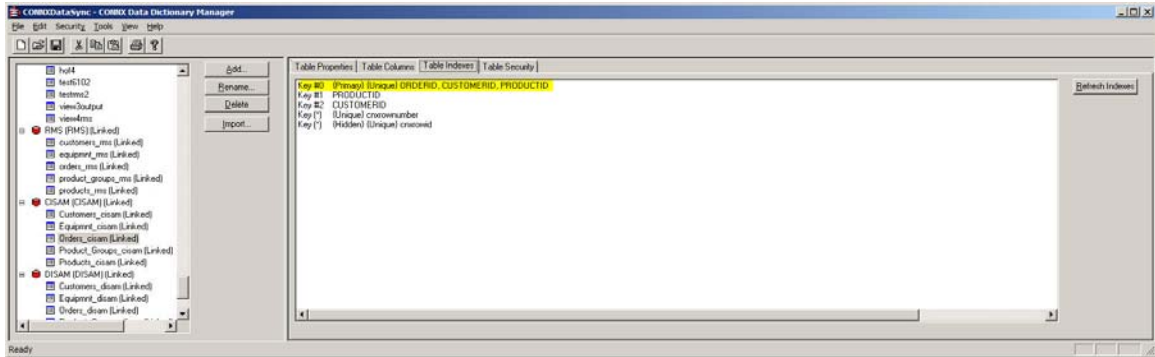 CONNXDataSync - CONNX Data Dictionary Manager
File Edit Security Tools View Help
hol4
test6102
testrms2
view3output
view4rms
RMS (RMS) (Linked)
customers_rms (Linked)
equipmnt_rms (Linked)
orders_rms (Linked)
product_groups_rms (Linked)
products_rms (Linked)
CISAM (CISAM) (Linked)
Customers_cisam (Linked)
Equipmnt_cisam (Linked)
Orders_cisam (Linked)
Product_Groups_cisam (Linked)
Products_cisam (Linked)
DISAM (DISAM) (Linked)
Customers_disam (Linked)
Equipmnt_disam (Linked)
Orders_disam (Linked)
Add...
Rename...
Delete
Import...
Table Properties Table Columns Table Indexes Table Security
Key #0 (Primary) (Unique) ORDERID, CUSTOMERID, PRODUCTID
Key #1 PRODUCTID
Key #2 CUSTOMERID
Key (*) (Unique) cnxrownumber
Key (*) (Hidden) (Unique) cnxrowid
Refresh Indexes
Ready